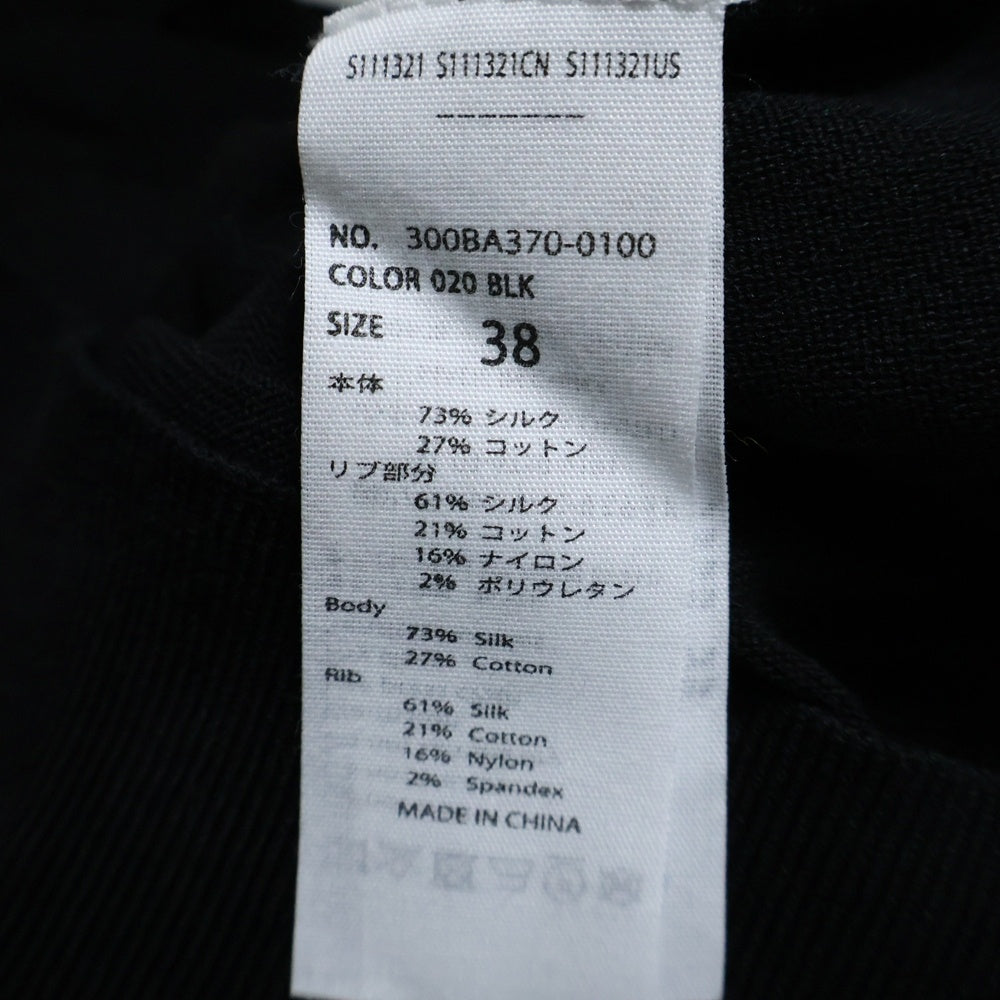 S111321 S111321CN S111321US
-------
NO. 300BA370-0100
COLOR 020 BLK
SIZE 38
本体
73% シルク
27% コットン
リブ部分
61% シルク
21% コットン
16% ナイロン
2% ポリウレタン
Body
73% Silk
27% Cotton
Rib
61% Silk
21% Cotton
16% Nylon
2% Spandex
MADE IN CHINA